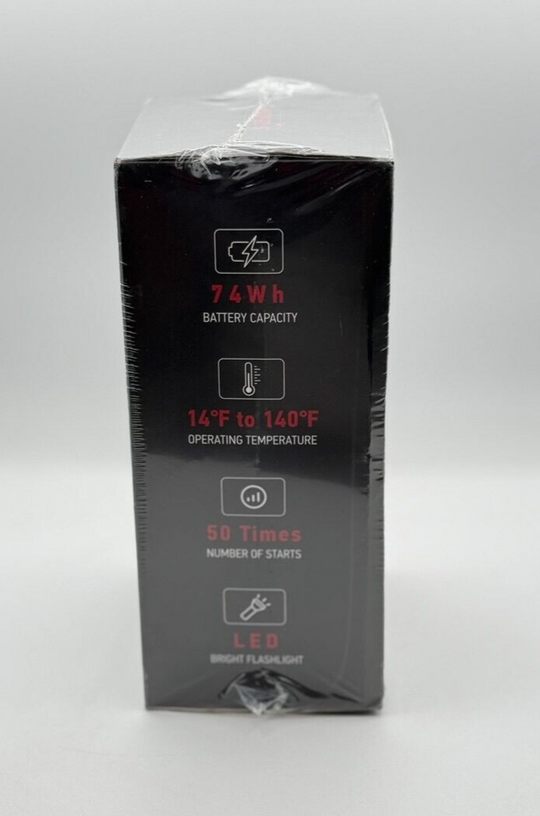 74Wh
BATTERY CAPACITY
14°F to 140°F
OPERATING TEMPERATURE
50 Times
NUMBER OF STARTS
LED
BRIGHT FLASHLIGHT